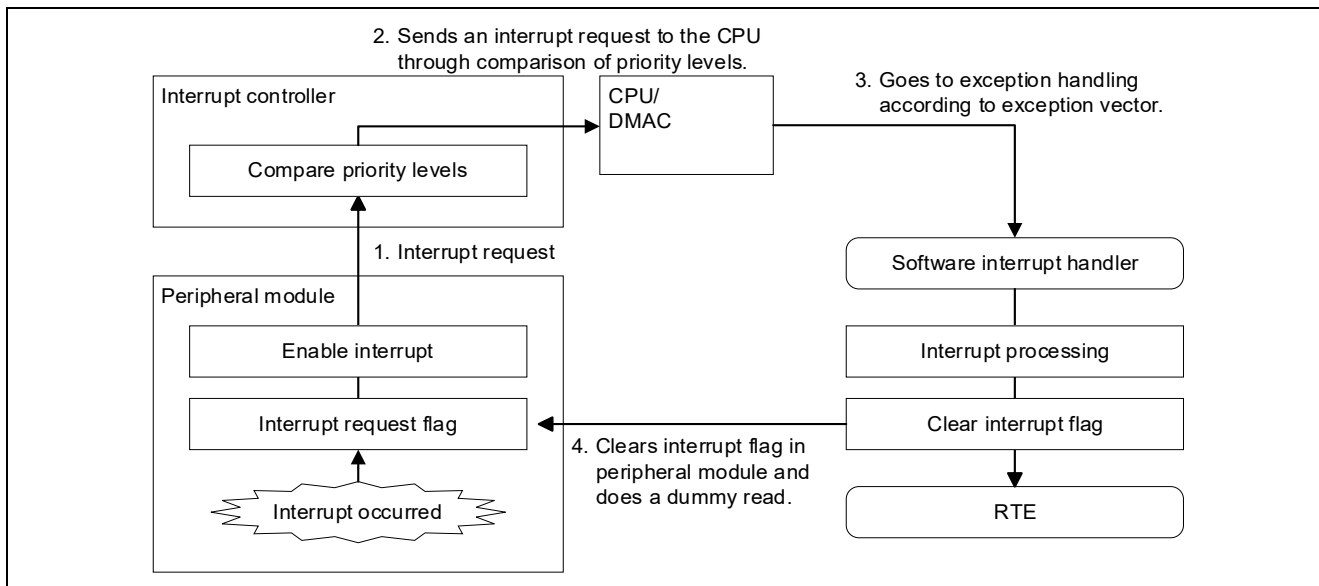 2. Sends an interrupt request to the CPU
through comparison of priority levels.
Interrupt controller
CPU/
DMAC
3. Goes to exception handling
according to exception vector.
Compare priority levels
1. Interrupt request
Software interrupt handler
Peripheral module
Enable interrupt
Interrupt processing
Interrupt request flag
Clear interrupt flag
4. Clears interrupt flag in
peripheral module and
does a dummy read.
Interrupt occurred
RTE